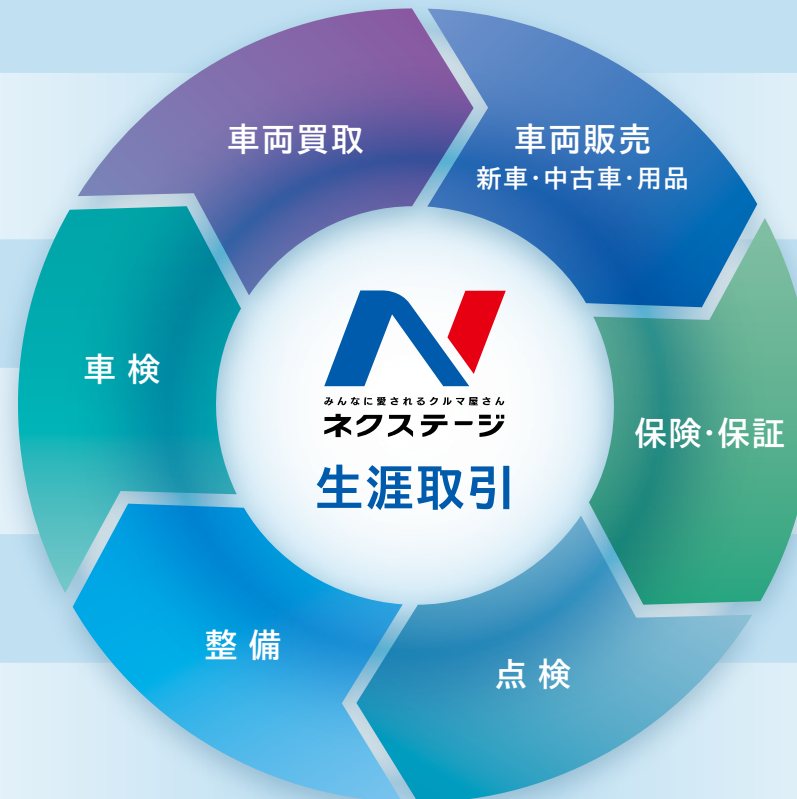 車両買取
車両販売
新車・中古車・用品
車検
保険・保証
整備
点検
みんなに愛されるクルマ屋さん
ネクステージ
生涯取引